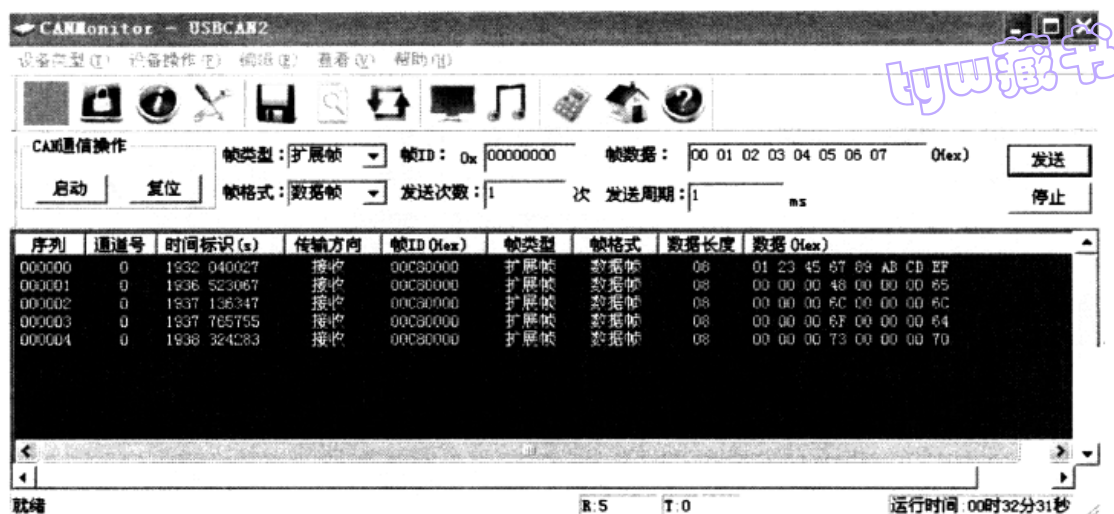 CANMonitor - USBCAN2
设备类型(T) 设备操作(F) 编辑(E) 查看(V) 帮助(H)
tyw藏书
CAN通信操作
帧类型：扩展帧 帧ID： 0x 00000000 帧数据： 00 01 02 03 04 05 06 07 (Hex) 发送
启动 复位 帧格式：数据帧 发送次数：1 次 发送周期：1 ms 停止
序列 通道号 时间标识(s) 传输方向 帧ID(Hex) 帧类型 帧格式 数据长度 数据(Hex)
000000 0 1932 040027 接收 00C80000 扩展帧 数据帧 08 01 23 45 67 89 AB CD EF
000001 0 1936 523067 接收 00C80000 扩展帧 数据帧 08 00 00 00 48 00 00 00 65
000002 0 1937 136347 接收 00C80000 扩展帧 数据帧 08 00 00 00 6C 00 00 00 6C
000003 0 1937 765755 接收 00C80000 扩展帧 数据帧 08 00 00 00 6F 00 00 00 64
000004 0 1938 324283 接收 00C80000 扩展帧 数据帧 08 00 00 00 73 00 00 00 70
就绪 R:5 T:0 运行时间:00时32分31秒